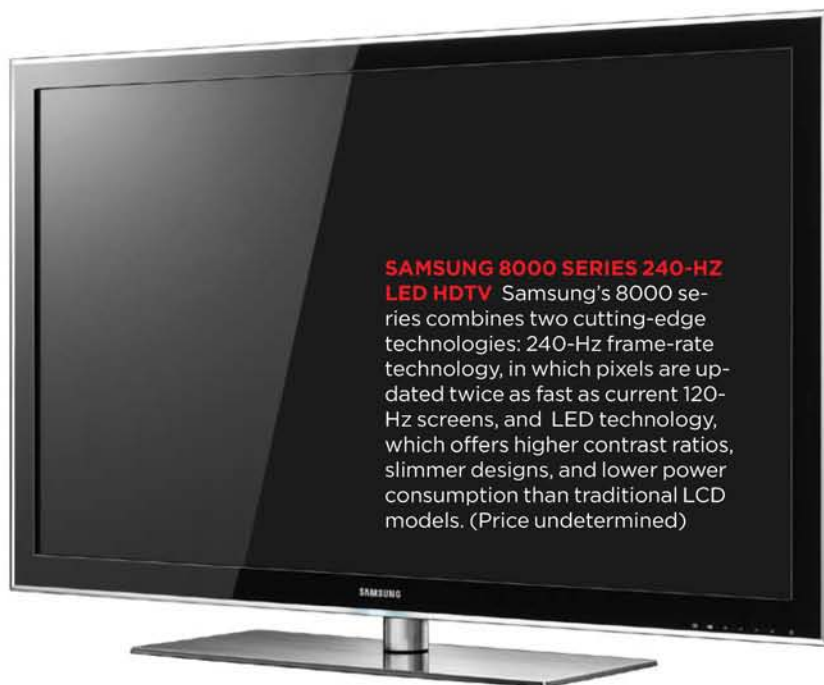 SAMSUNG 8000 SERIES 240-HZ
LED HDTV Samsung's 8000 se-
ries combines two cutting-edge
technologies: 240-Hz frame-rate
technology, in which pixels are up-
dated twice as fast as current 120-
Hz screens, and LED technology,
which offers higher contrast ratios,
slimmer designs, and lower power
consumption than traditional LCD
models. (Price undetermined)
SAMSUNG